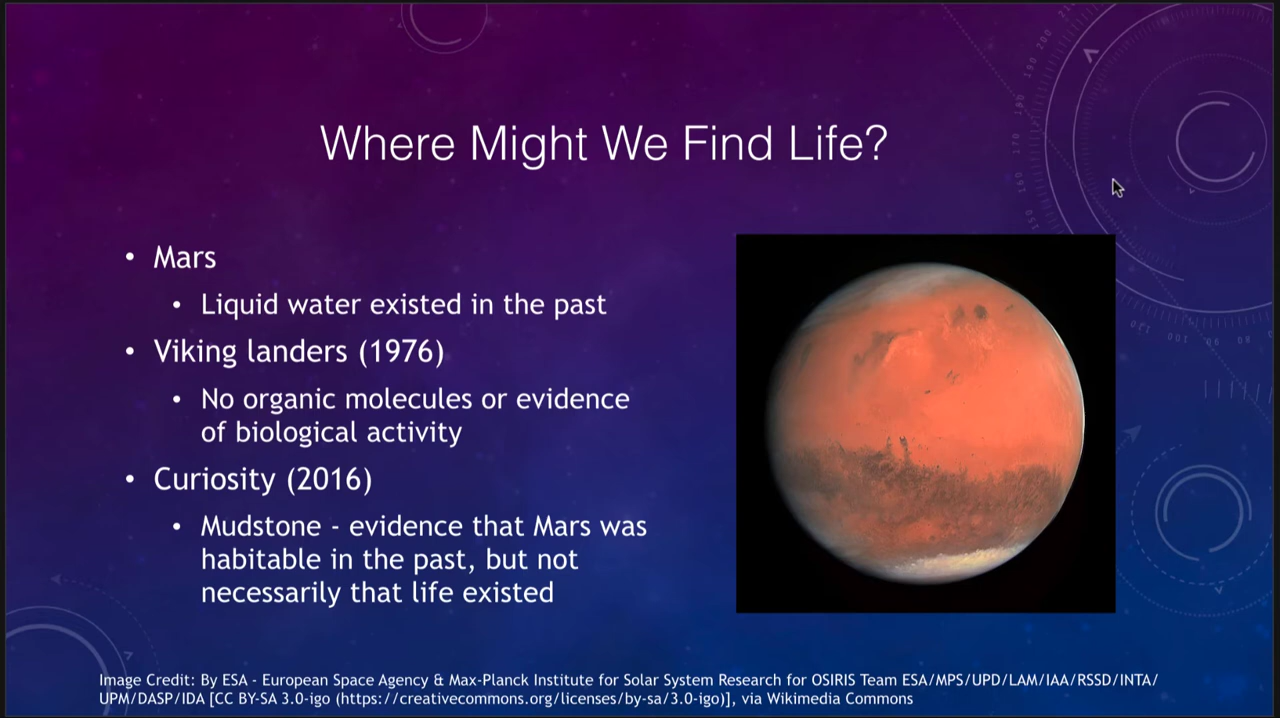 Where Might We Find Life?
• Mars
• Liquid water existed in the past
• Viking landers (1976)
• No organic molecules or evidence
of biological activity
• Curiosity (2016)
• Mudstone - evidence that Mars was
habitable in the past, but not
necessarily that life existed
Image Credit: By ESA - European Space Agency & Max-Planck Institute for Solar System Research for OSIRIS Team ESA/MPS/UPD/LAM/IAA/RSSD/INTA/
UPM/DASP/IDA [CC BY-SA 3.0-igo (https://creativecommons.org/licenses/by-sa/3.0-igo)], via Wikimedia Commons